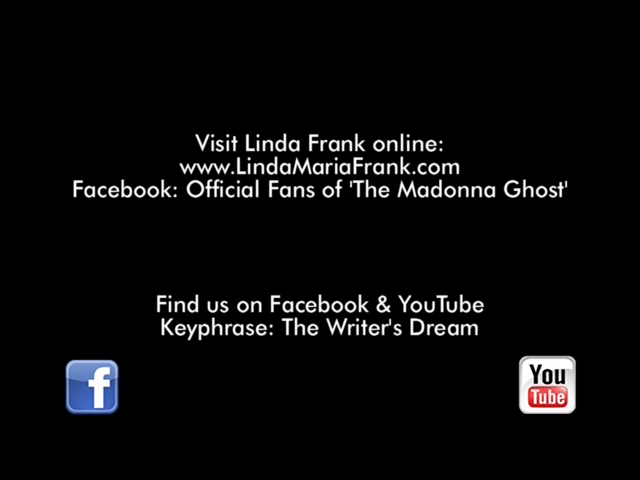 Visit Linda Frank online:
www.LindaMariaFrank.com
Facebook: Official Fans of 'The Madonna Ghost'
Find us on Facebook & YouTube
Keyphrase: The Writer's Dream
f
You
Tube